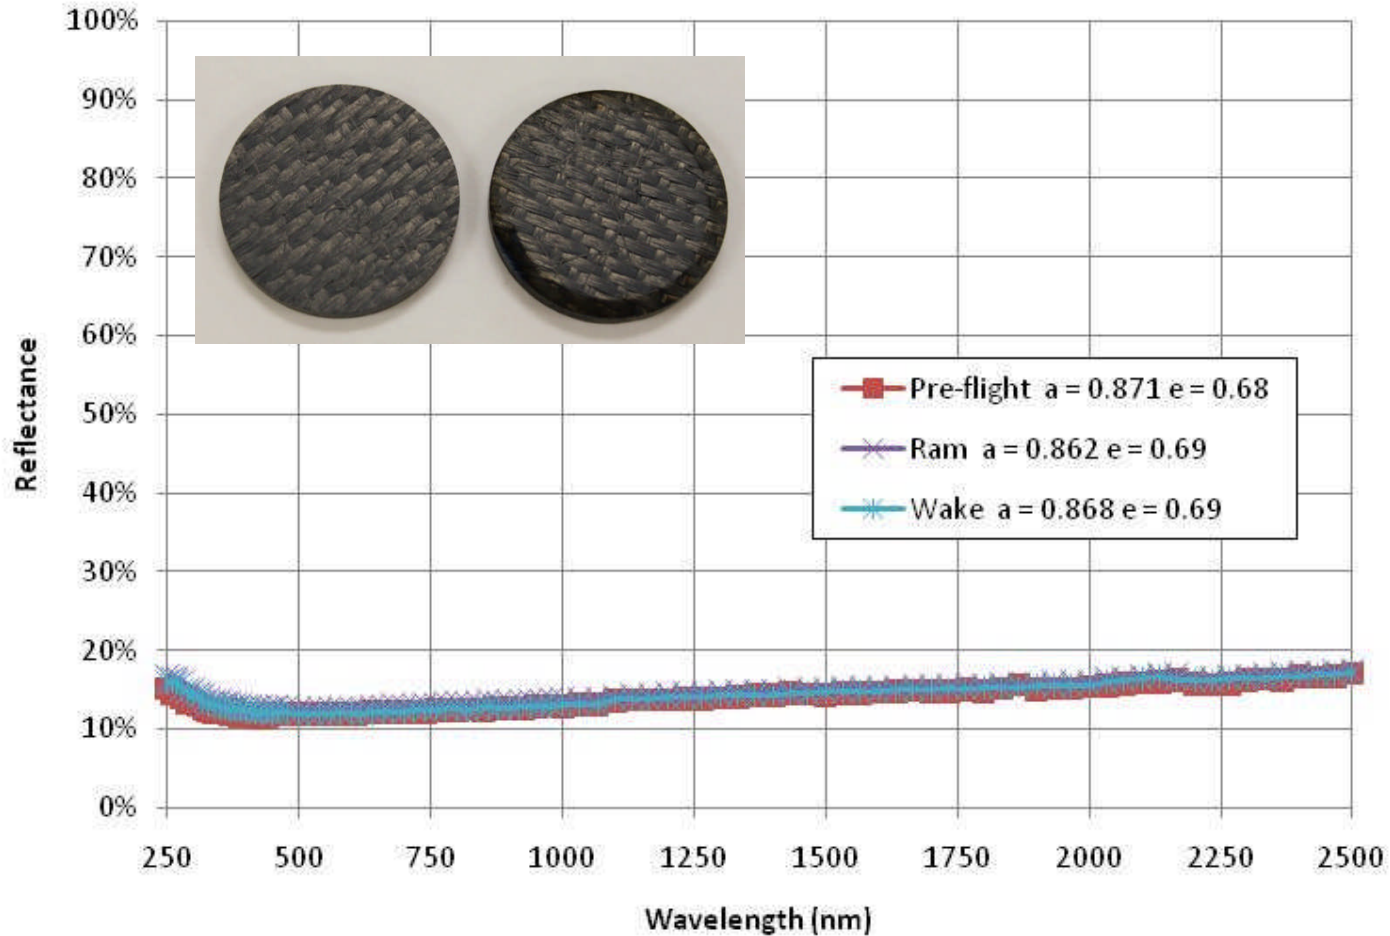 100%
90%
80%
70%
60%
50%
40%
30%
20%
10%
0%
Reflectance
Pre-flight a = 0.871 e = 0.68
Ram a = 0.862 e = 0.69
Wake a = 0.868 e = 0.69
250 500 750 1000 1250 1500 1750 2000 2250 2500
Wavelength (nm)